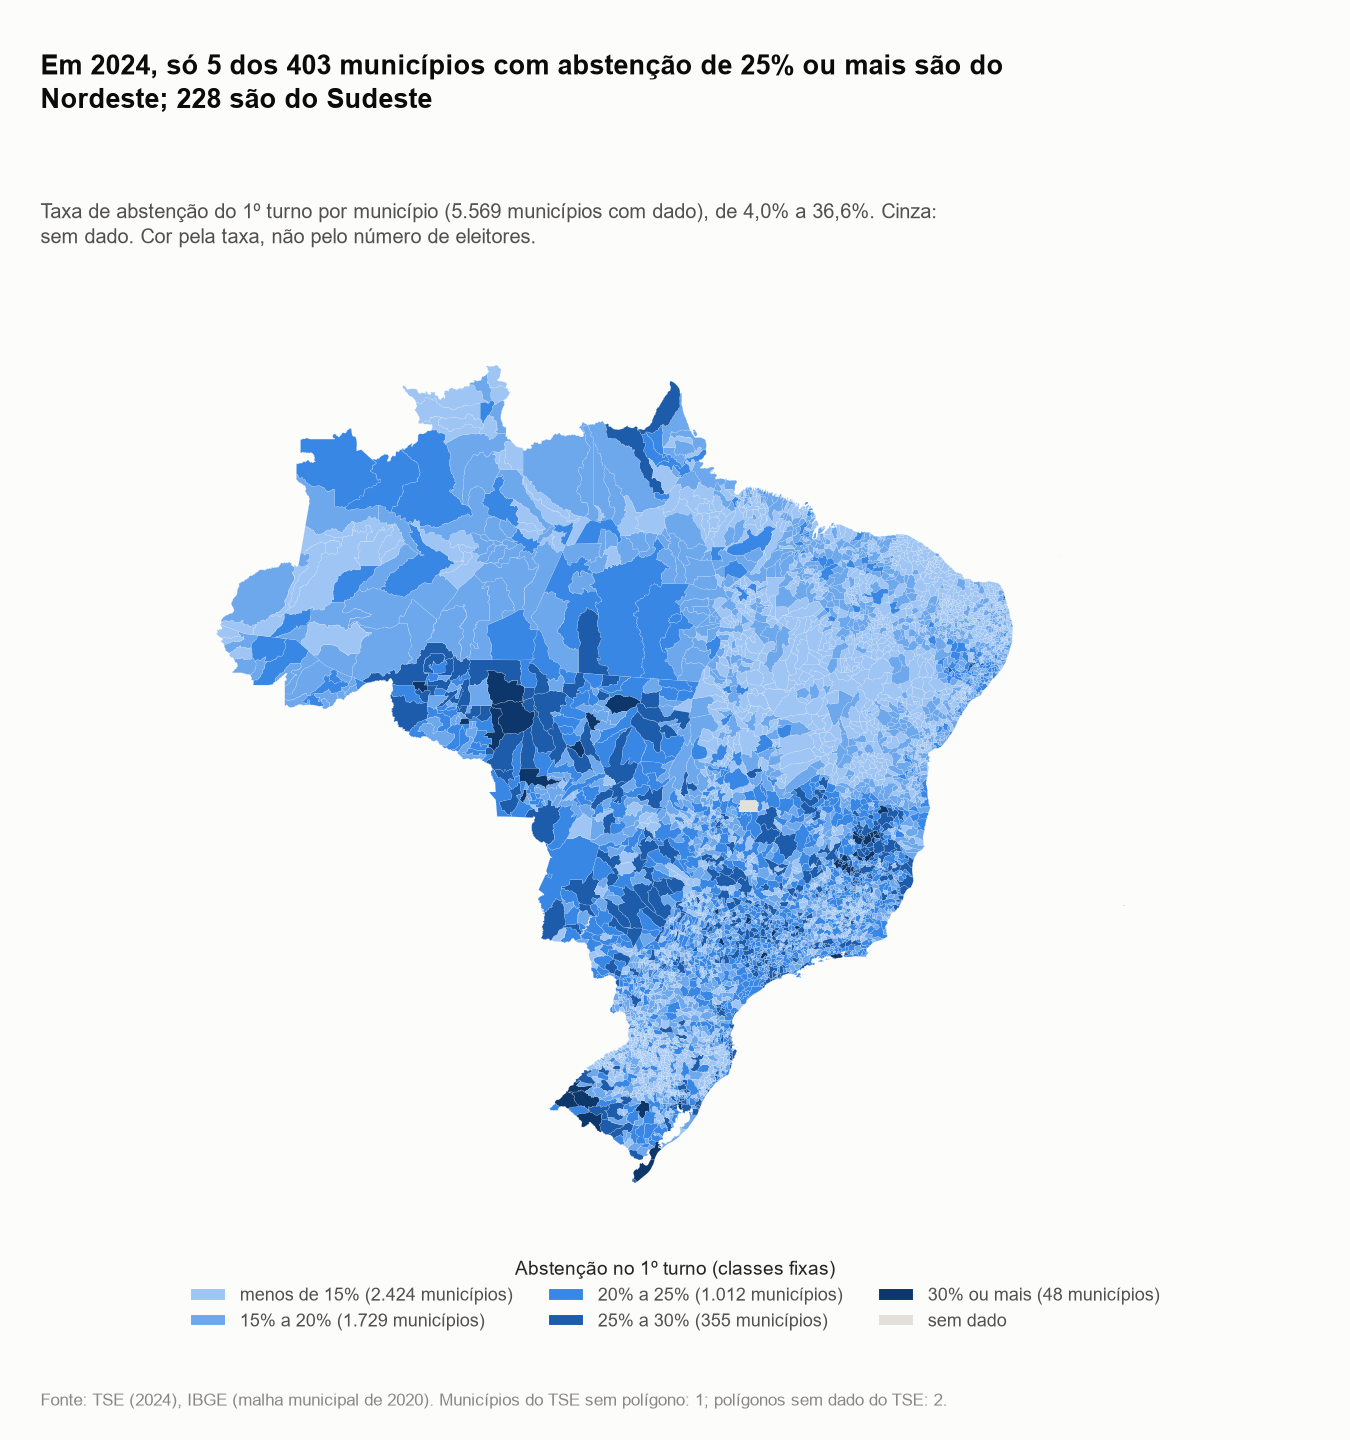 Em 2024, só 5 dos 403 municípios com abstenção de 25% ou mais são do
Nordeste; 228 são do Sudeste
Taxa de abstenção do 1º turno por município (5.569 municípios com dado), de 4,0% a 36,6%. Cinza:
sem dado. Cor pela taxa, não pelo número de eleitores.
Abstenção no 1º turno (classes fixas)
menos de 15% (2.424 municípios)
15% a 20% (1.729 municípios)
20% a 25% (1.012 municípios)
25% a 30% (355 municípios)
30% ou mais (48 municípios)
sem dado
Fonte: TSE (2024), IBGE (malha municipal de 2020). Municípios do TSE sem polígono: 1; polígonos sem dado do TSE: 2.